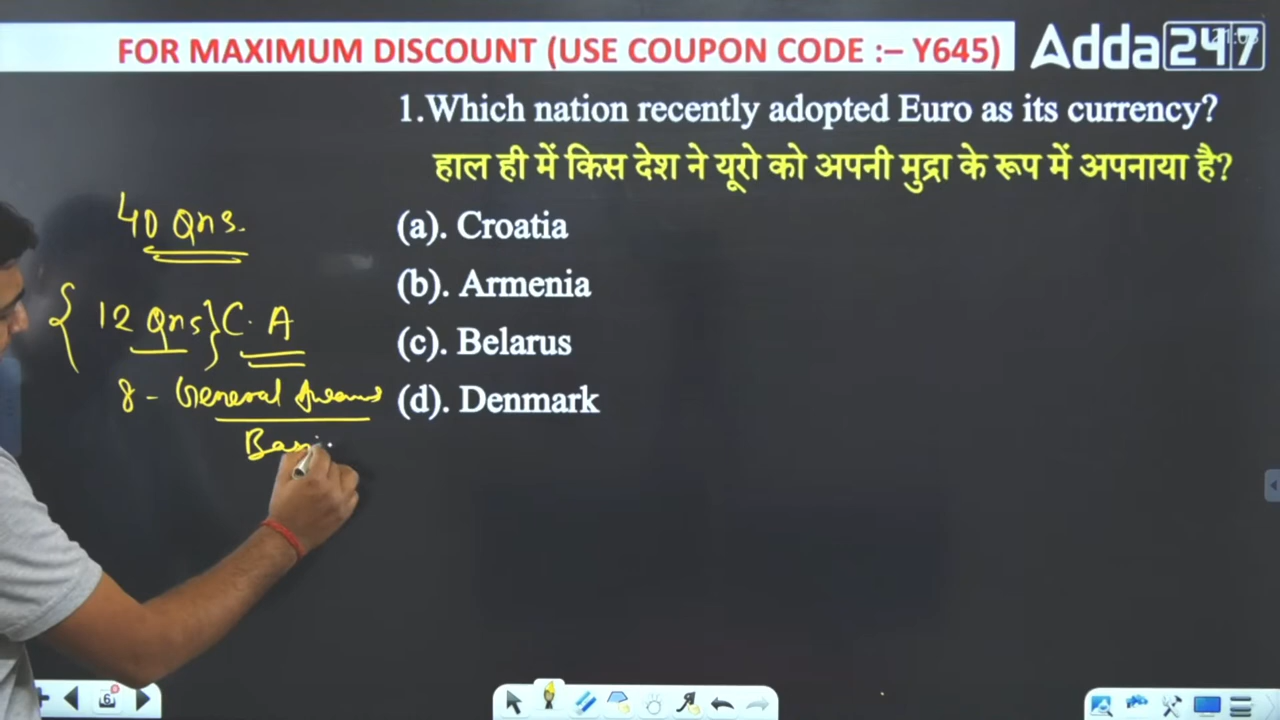 FOR MAXIMUM DISCOUNT (USE COUPON CODE :– Y645)
Adda247
1.Which nation recently adopted Euro as its currency?
हाल ही में किस देश ने यूरो को अपनी मुद्रा के रूप में अपनाया है?
(a). Croatia
(b). Armenia
(c). Belarus
(d). Denmark
40 Qns.
{ 12 Qns} C. A
8 - General